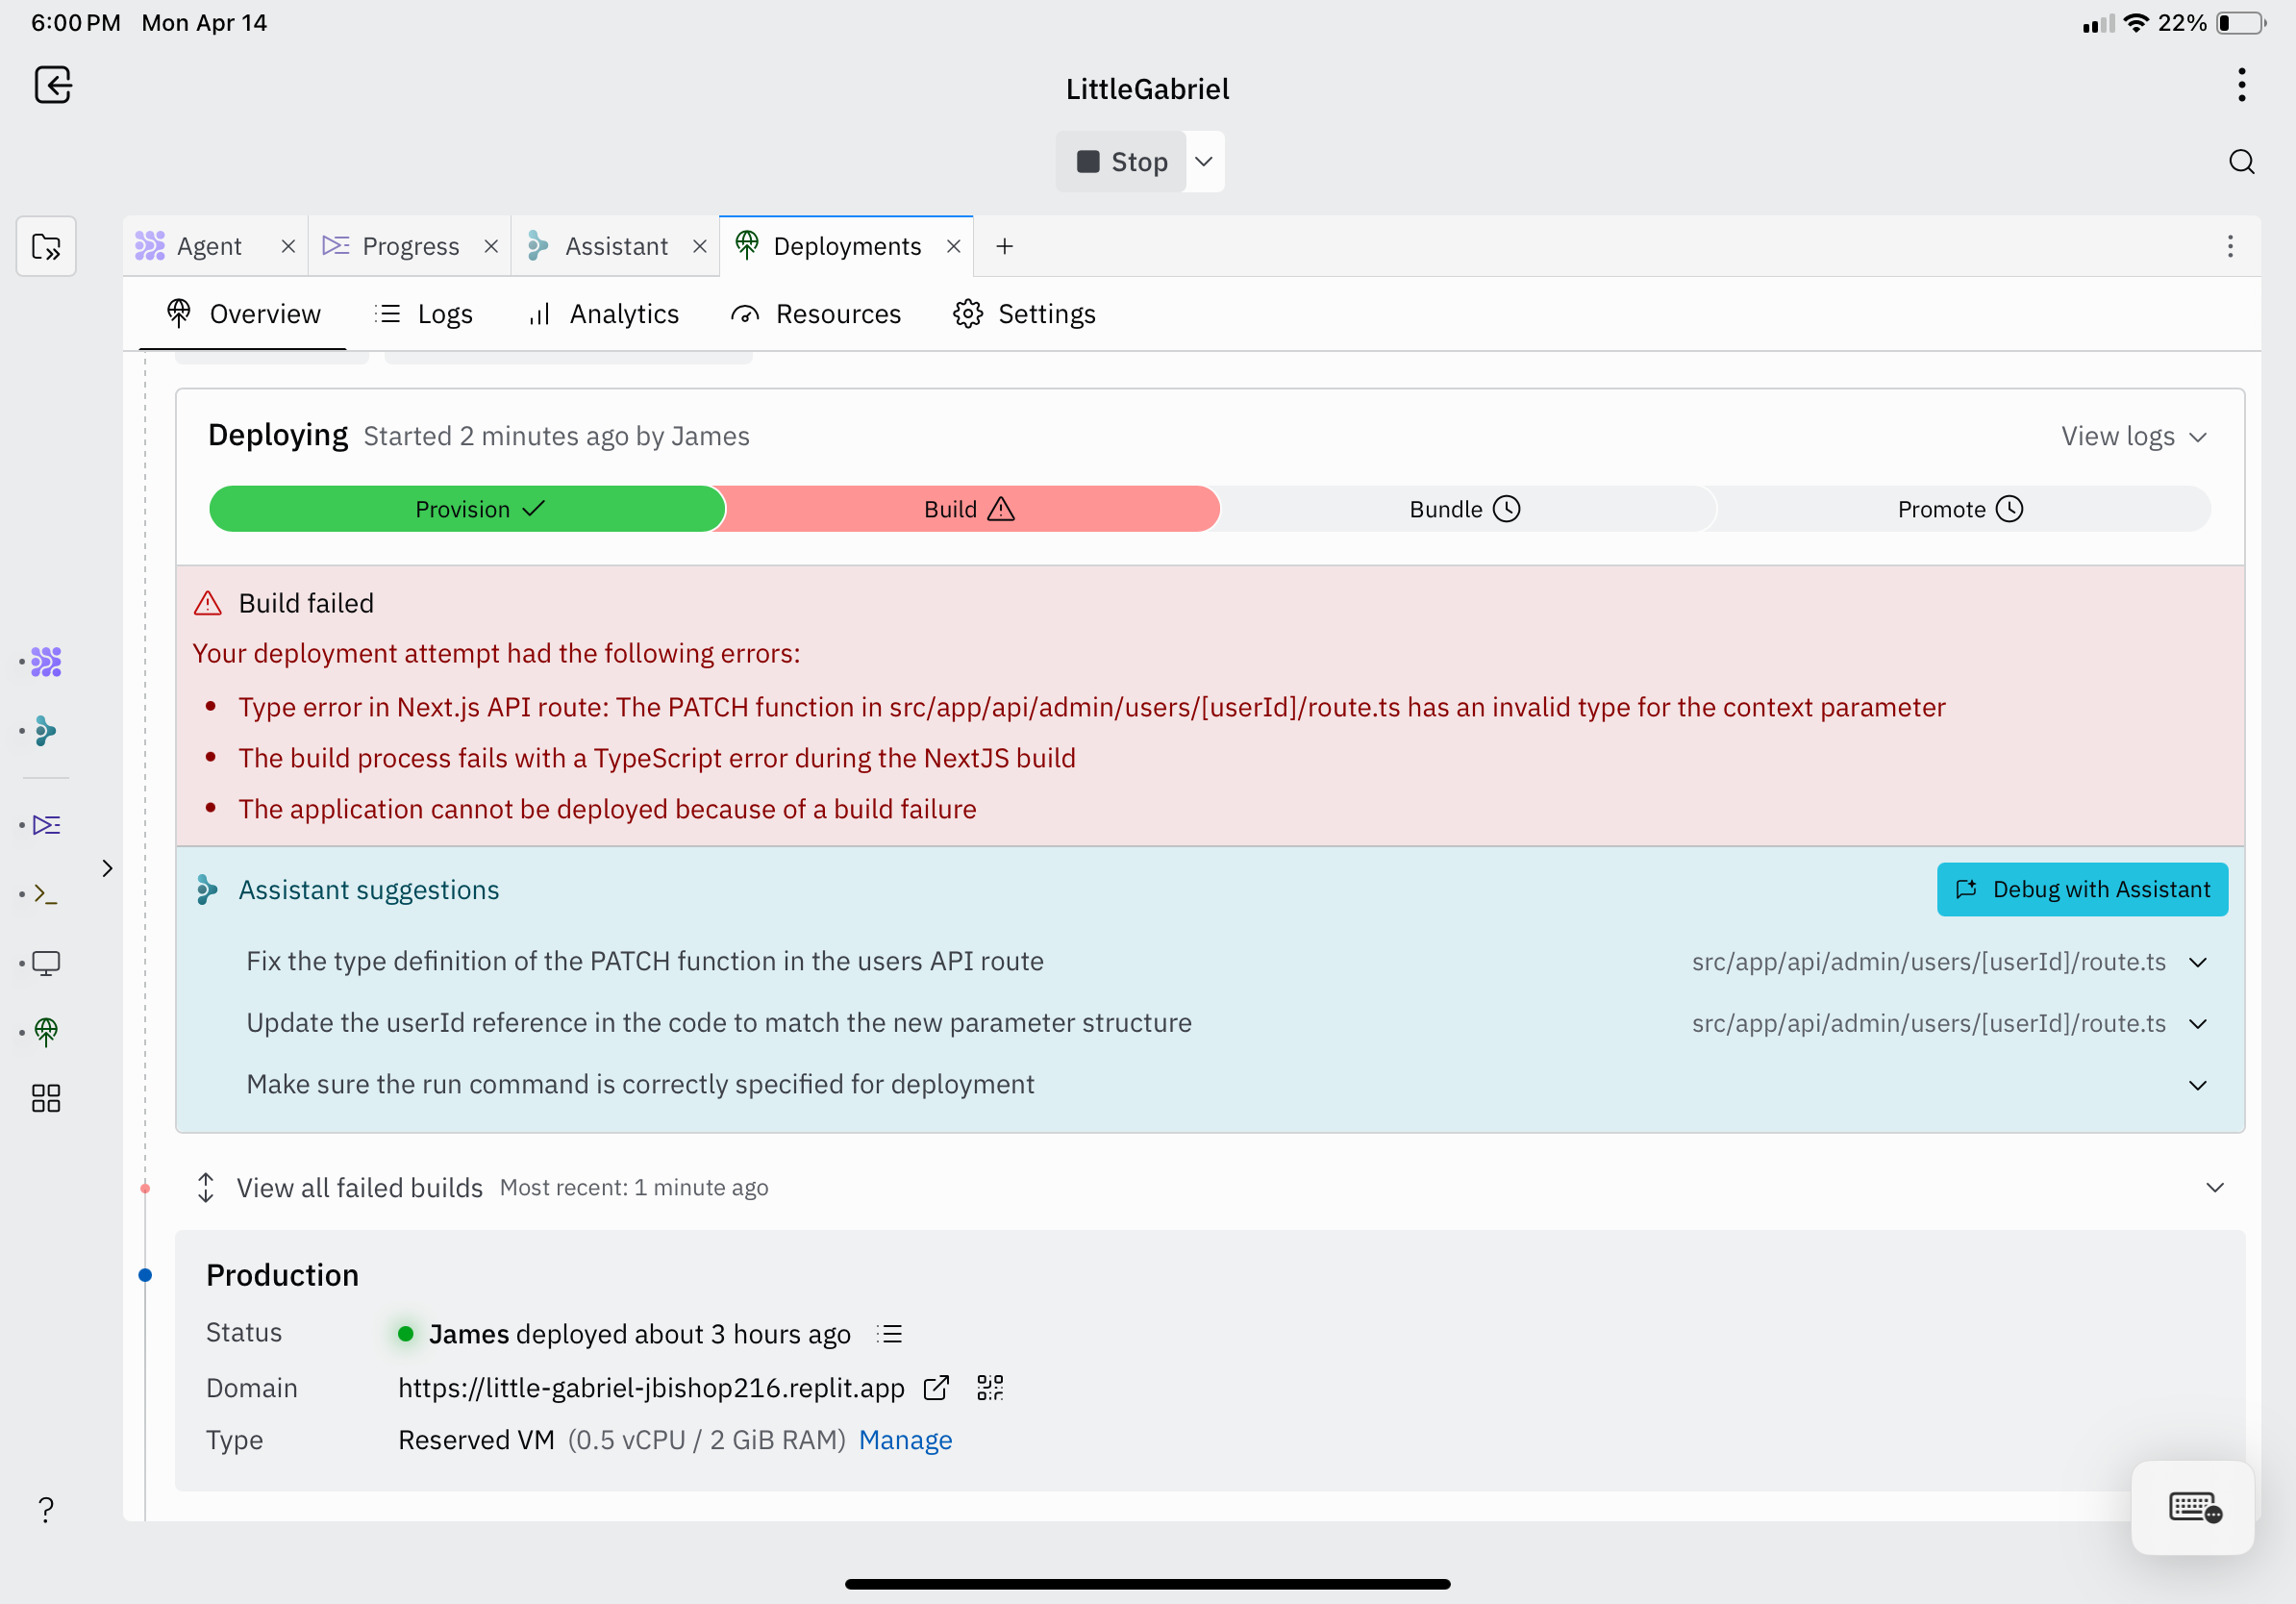 6:00 PM Mon Apr 14
22%
LittleGabriel
Stop
Agent
Progress
Assistant
Deployments
Overview
Logs
Analytics
Resources
Settings
Deploying Started 2 minutes ago by James
View logs
Provision
Build
Bundle
Promote
Build failed
Your deployment attempt had the following errors:
• Type error in Next.js API route: The PATCH function in src/app/api/admin/users/[userId]/route.ts has an invalid type for the context parameter
• The build process fails with a TypeScript error during the NextJS build
• The application cannot be deployed because of a build failure
Assistant suggestions
Debug with Assistant
Fix the type definition of the PATCH function in the users API route
src/app/api/admin/users/[userId]/route.ts
Update the userId reference in the code to match the new parameter structure
src/app/api/admin/users/[userId]/route.ts
Make sure the run command is correctly specified for deployment
View all failed builds Most recent: 1 minute ago
Production
Status James deployed about 3 hours ago
Domain https://little-gabriel-jbishop216.replit.app
Type Reserved VM (0.5 vCPU / 2 GiB RAM) Manage
?